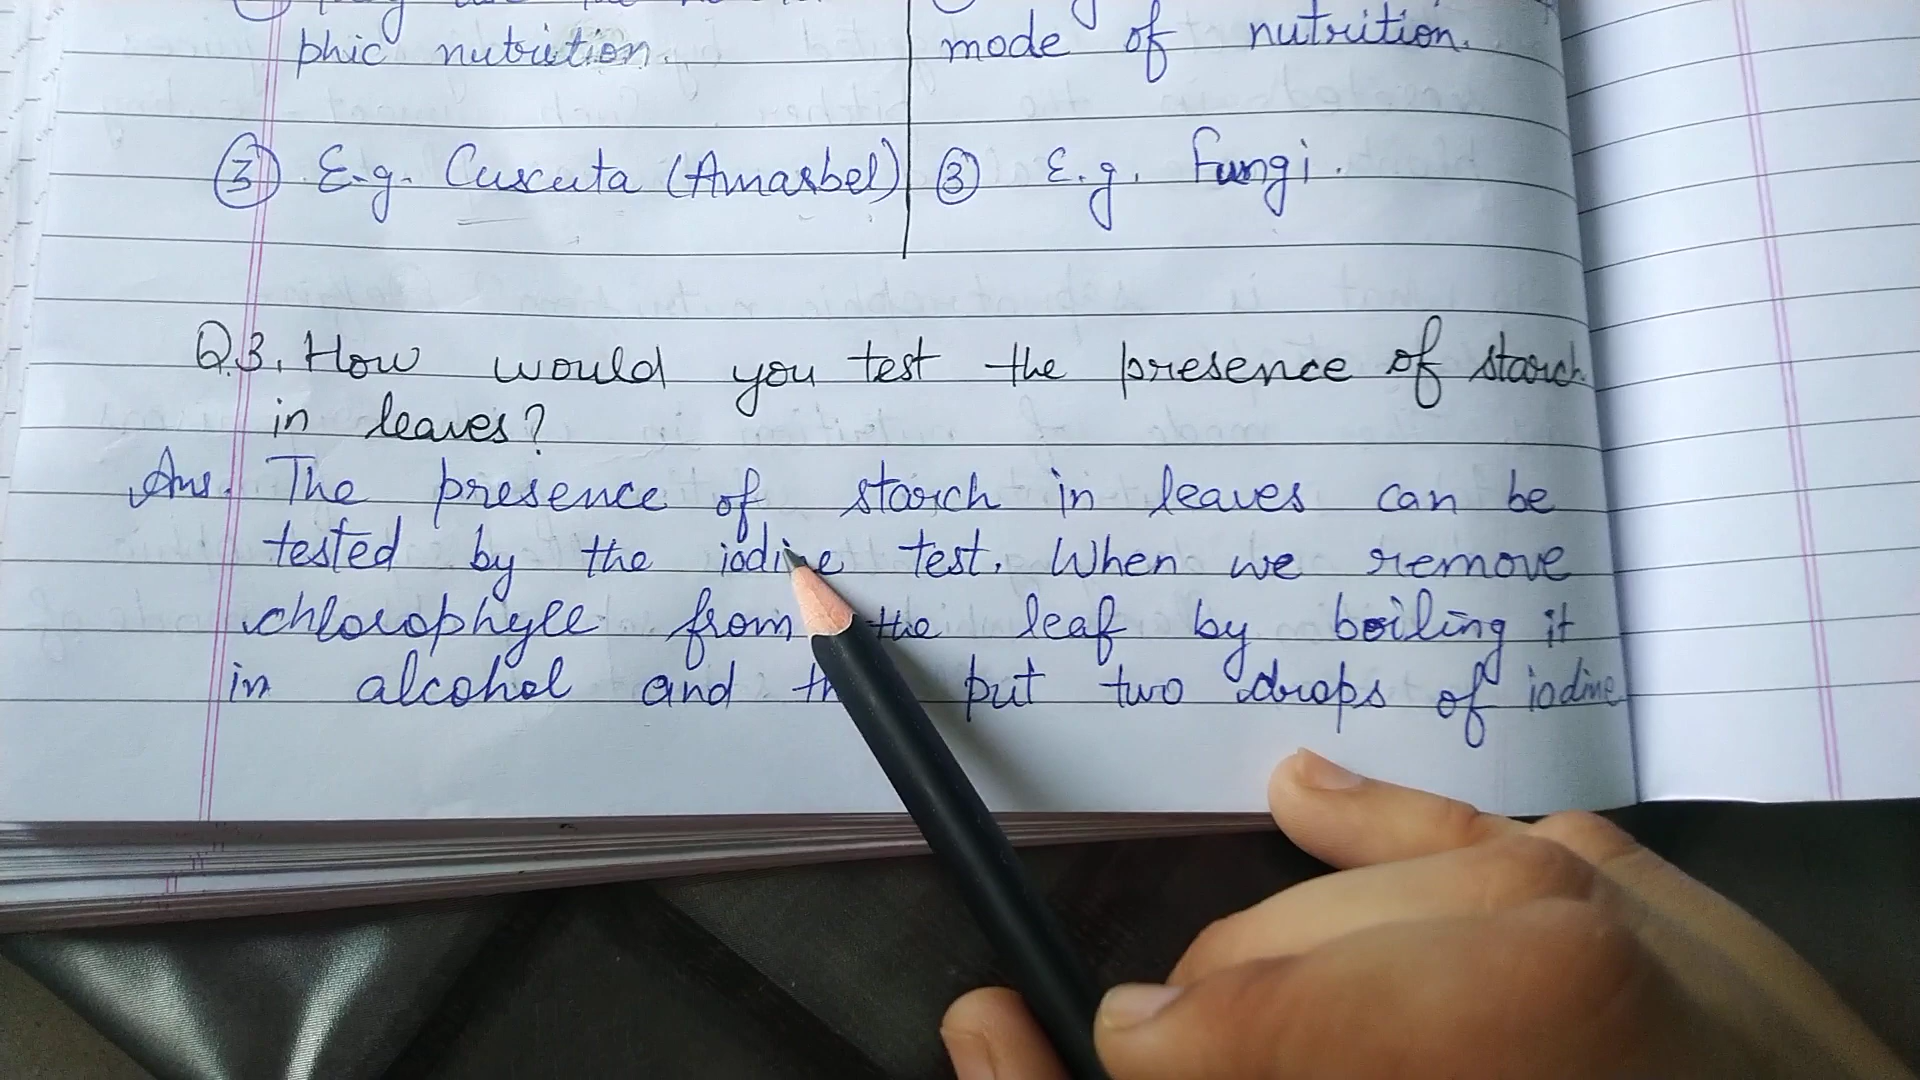 phic nutrition.
mode of nutrition.
③ E.g. Cuscuta (Amarbel)
③ E.g. Fungi.
Q.3. How would you test the presence of starch
in leaves?
Ans. The presence of starch in leaves can be
tested by the iodine test. When we remove
chlorophyll from the leaf by boiling it
in alcohol and put two drops of iodine